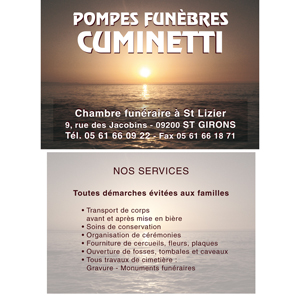 POMPES FUNÈBRES
CUMINETTI
Chambre funéraire à St Lizier
9, rue des Jacobins - 09200 ST GIRONS
Tél. 05 61 66 09 22 - Fax 05 61 66 18 71
NOS SERVICES
Toutes démarches évitées aux familles
• Transport de corps
avant et après mise en bière
• Soins de conservation
• Organisation de cérémonies
• Fourniture de cercueils, fleurs, plaques
• Ouverture de fosses, tombales et caveaux
• Tous travaux de cimetière :
Gravure - Monuments funéraires